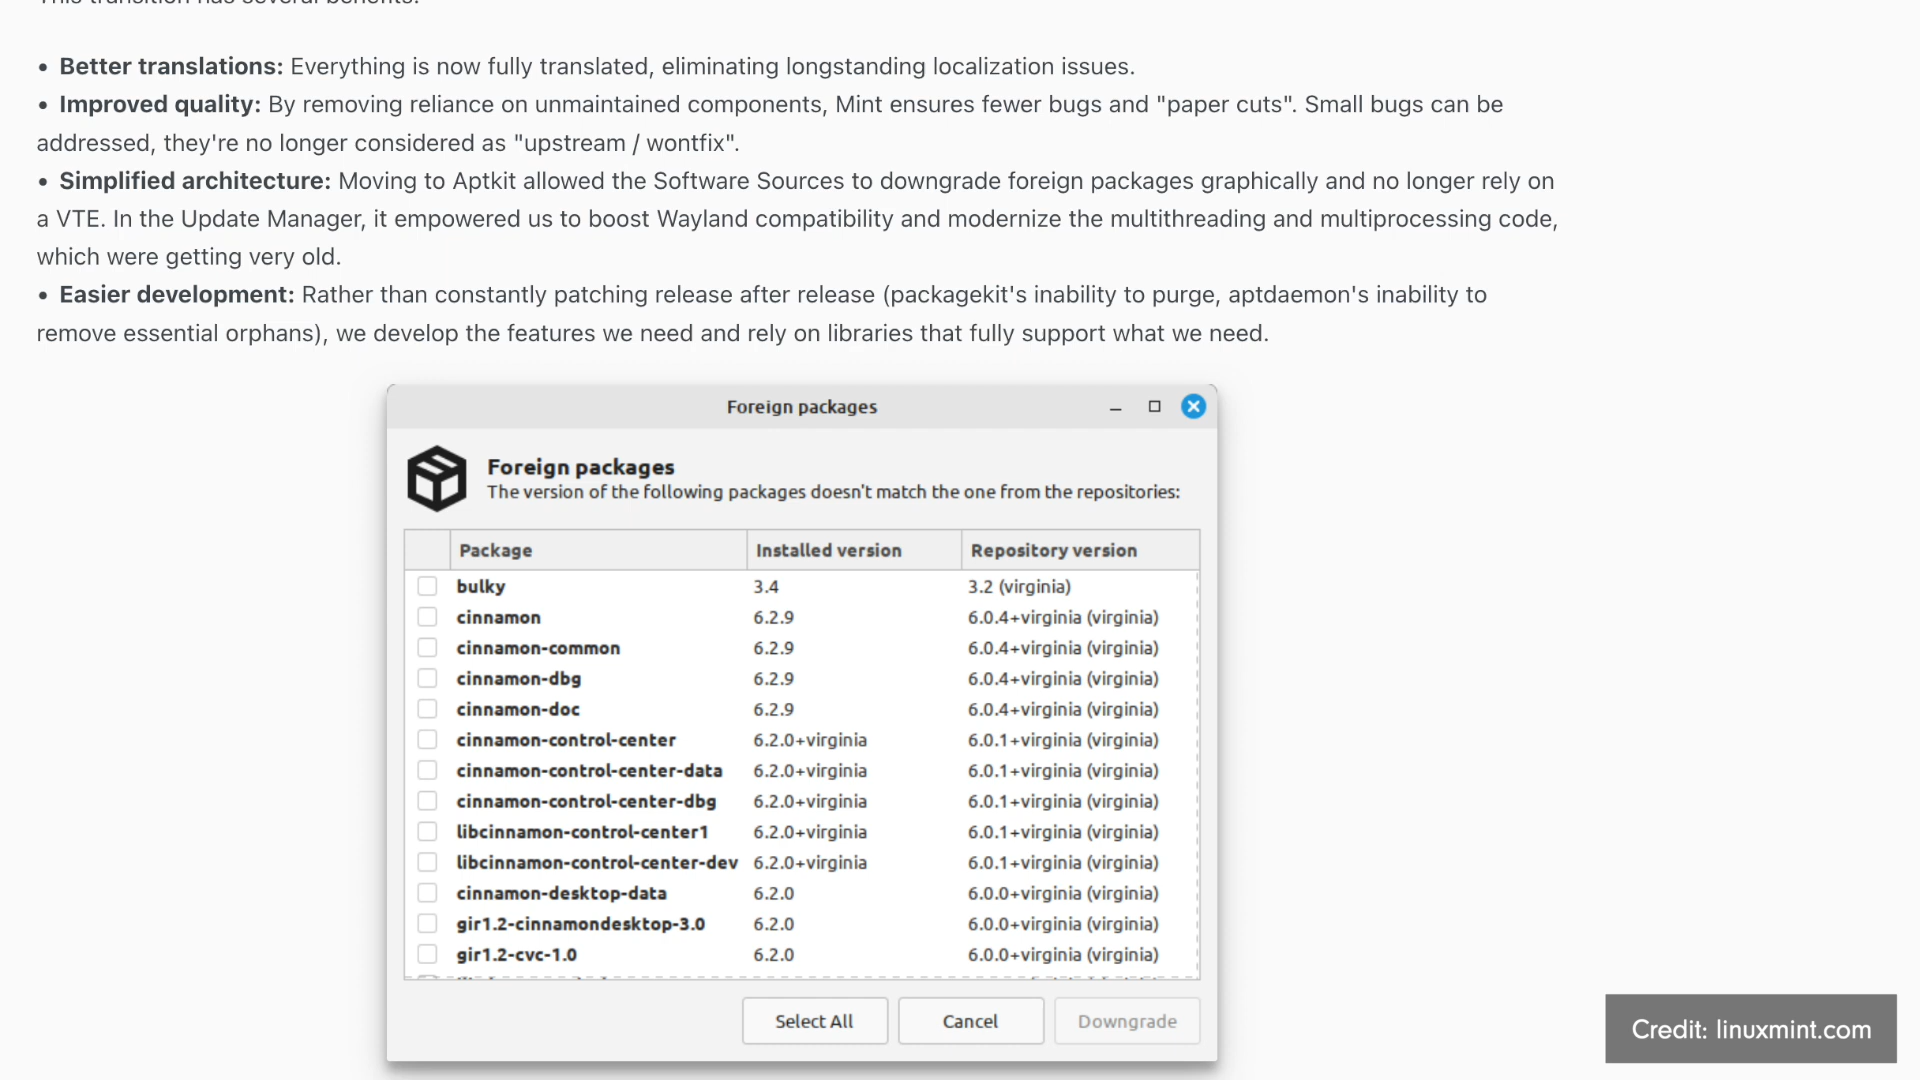 This transition has several benefits:
• Better translations: Everything is now fully translated, eliminating longstanding localization issues.
• Improved quality: By removing reliance on unmaintained components, Mint ensures fewer bugs and "paper cuts". Small bugs can be
addressed, they're no longer considered as "upstream / wontfix".
• Simplified architecture: Moving to Aptkit allowed the Software Sources to downgrade foreign packages graphically and no longer rely on
a VTE. In the Update Manager, it empowered us to boost Wayland compatibility and modernize the multithreading and multiprocessing code,
which were getting very old.
• Easier development: Rather than constantly patching release after release (packagekit's inability to purge, aptdaemon's inability to
remove essential orphans), we develop the features we need and rely on libraries that fully support what we need.
Foreign packages
Foreign packages
The version of the following packages doesn't match the one from the repositories:
Package Installed version Repository version
bulky 3.4 3.2 (virginia)
cinnamon 6.2.9 6.0.4+virginia (virginia)
cinnamon-common 6.2.9 6.0.4+virginia (virginia)
cinnamon-dbg 6.2.9 6.0.4+virginia (virginia)
cinnamon-doc 6.2.9 6.0.4+virginia (virginia)
cinnamon-control-center 6.2.0+virginia 6.0.1+virginia (virginia)
cinnamon-control-center-data 6.2.0+virginia 6.0.1+virginia (virginia)
cinnamon-control-center-dbg 6.2.0+virginia 6.0.1+virginia (virginia)
libcinnamon-control-center1 6.2.0+virginia 6.0.1+virginia (virginia)
libcinnamon-control-center-dev 6.2.0+virginia 6.0.1+virginia (virginia)
cinnamon-desktop-data 6.2.0 6.0.0+virginia (virginia)
gir1.2-cinnamondesktop-3.0 6.2.0 6.0.0+virginia (virginia)
gir1.2-cvc-1.0 6.2.0 6.0.0+virginia (virginia)
Select All Cancel Downgrade
Credit: linuxmint.com